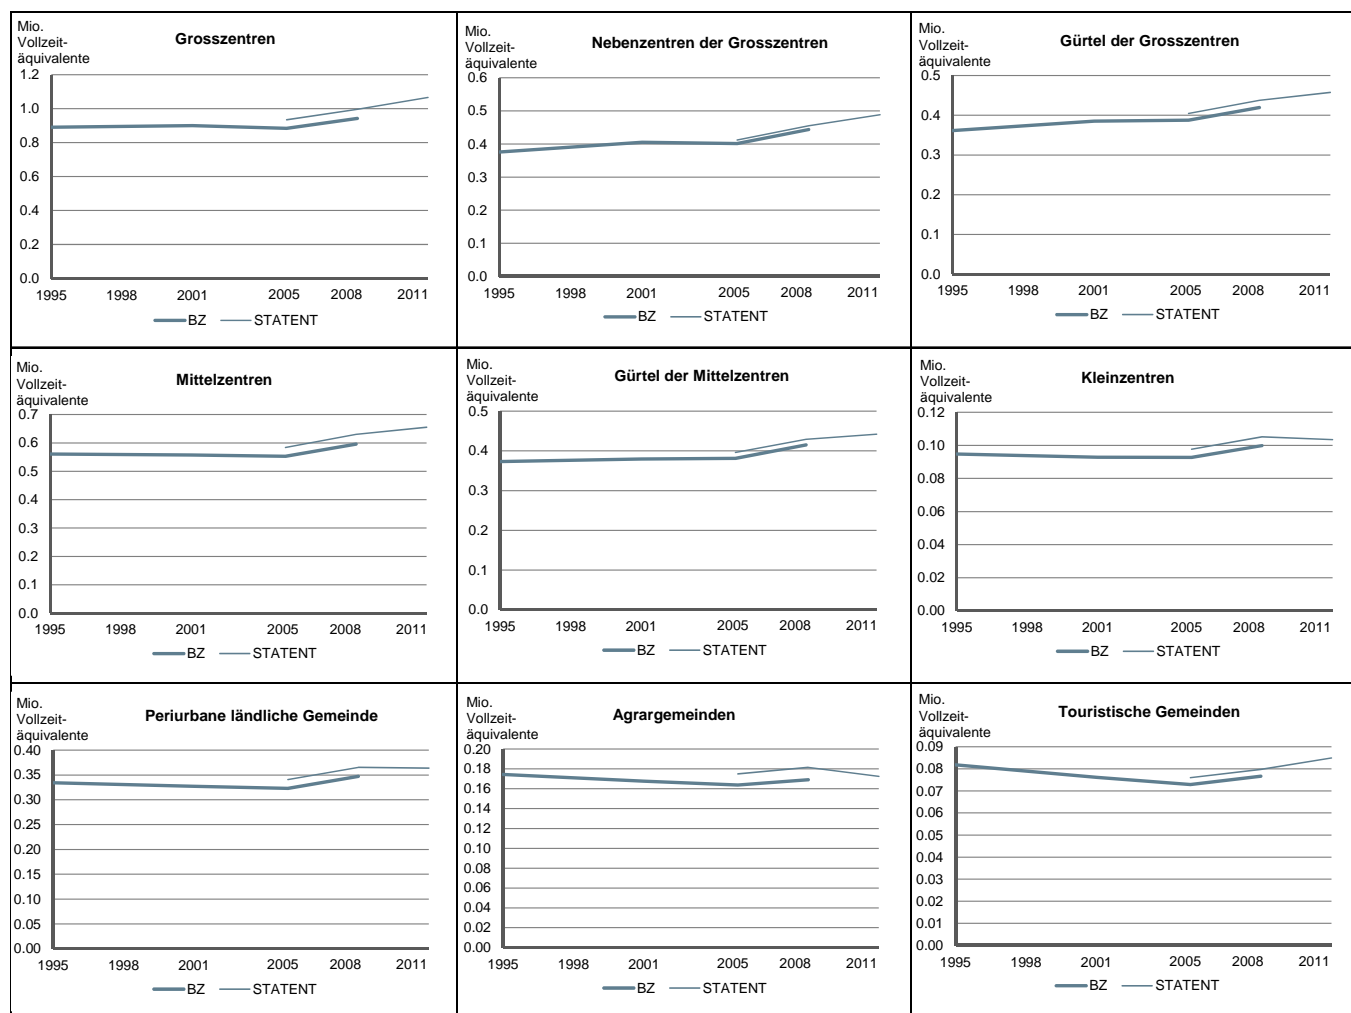 Mio.
Vollzeit-
äquivalente
Grosszentren
1.2
1.0
0.8
0.6
0.4
0.2
0.0
1995 1998 2001 2005 2008 2011
BZ STATENT
Mio.
Vollzeit-
äquivalente
Nebenzentren der Grosszentren
0.6
0.5
0.4
0.3
0.2
0.1
0.0
1995 1998 2001 2005 2008 2011
BZ STATENT
Mio.
Vollzeit-
äquivalente
Gürtel der Grosszentren
0.5
0.4
0.3
0.2
0.1
0.0
1995 1998 2001 2005 2008 2011
BZ STATENT
Mio.
Vollzeit-
äquivalente
Mittelzentren
0.7
0.6
0.5
0.4
0.3
0.2
0.1
0.0
1995 1998 2001 2005 2008 2011
BZ STATENT
Mio.
Vollzeit-
äquivalente
Gürtel der Mittelzentren
0.5
0.4
0.3
0.2
0.1
0.0
1995 1998 2001 2005 2008 2011
BZ STATENT
Mio.
Vollzeit-
äquivalente
Kleinzentren
0.12
0.10
0.08
0.06
0.04
0.02
0.00
1995 1998 2001 2005 2008 2011
BZ STATENT
Mio.
Vollzeit-
äquivalente
Periurbane ländliche Gemeinde
0.40
0.35
0.30
0.25
0.20
0.15
0.10
0.05
0.00
1995 1998 2001 2005 2008 2011
BZ STATENT
Mio.
Vollzeit-
äquivalente
Agrargemeinden
0.20
0.18
0.16
0.14
0.12
0.10
0.08
0.06
0.04
0.02
0.00
1995 1998 2001 2005 2008 2011
BZ STATENT
Mio.
Vollzeit-
äquivalente
Touristische Gemeinden
0.09
0.08
0.07
0.06
0.05
0.04
0.03
0.02
0.01
0.00
1995 1998 2001 2005 2008 2011
BZ STATENT